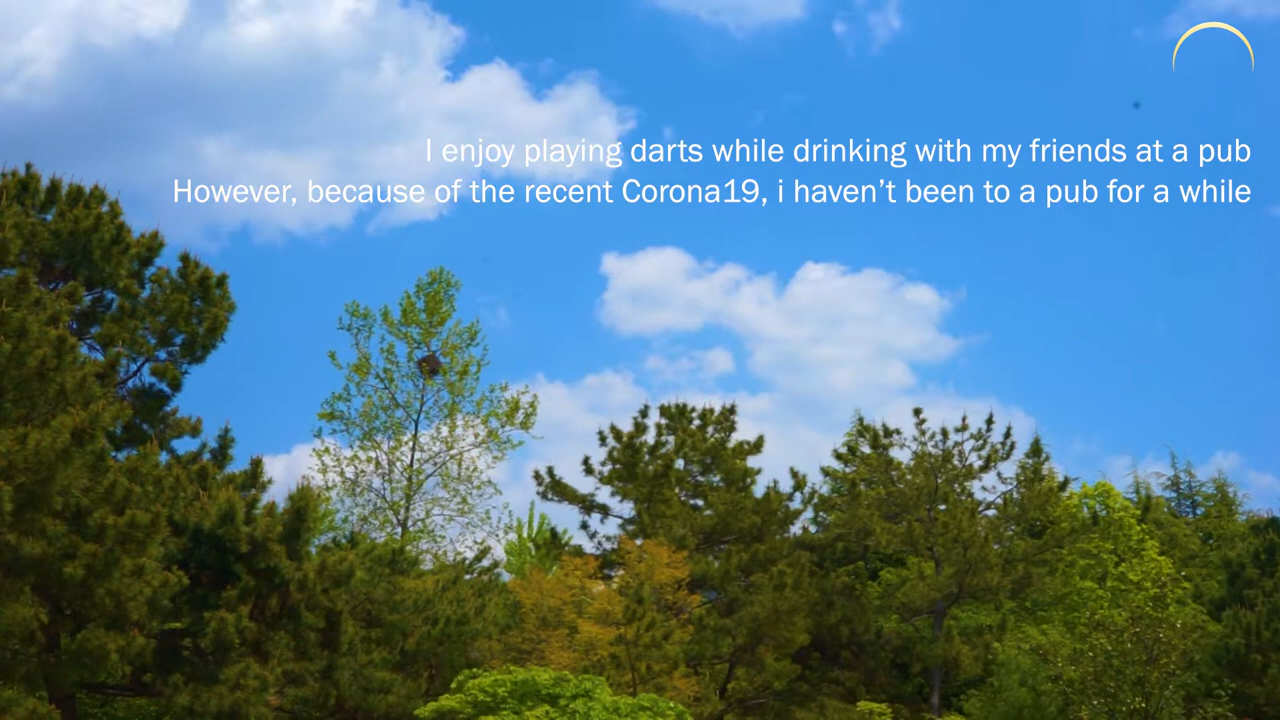 I enjoy playing darts while drinking with my friends at a pub
However, because of the recent Corona19, i haven’t been to a pub for a while